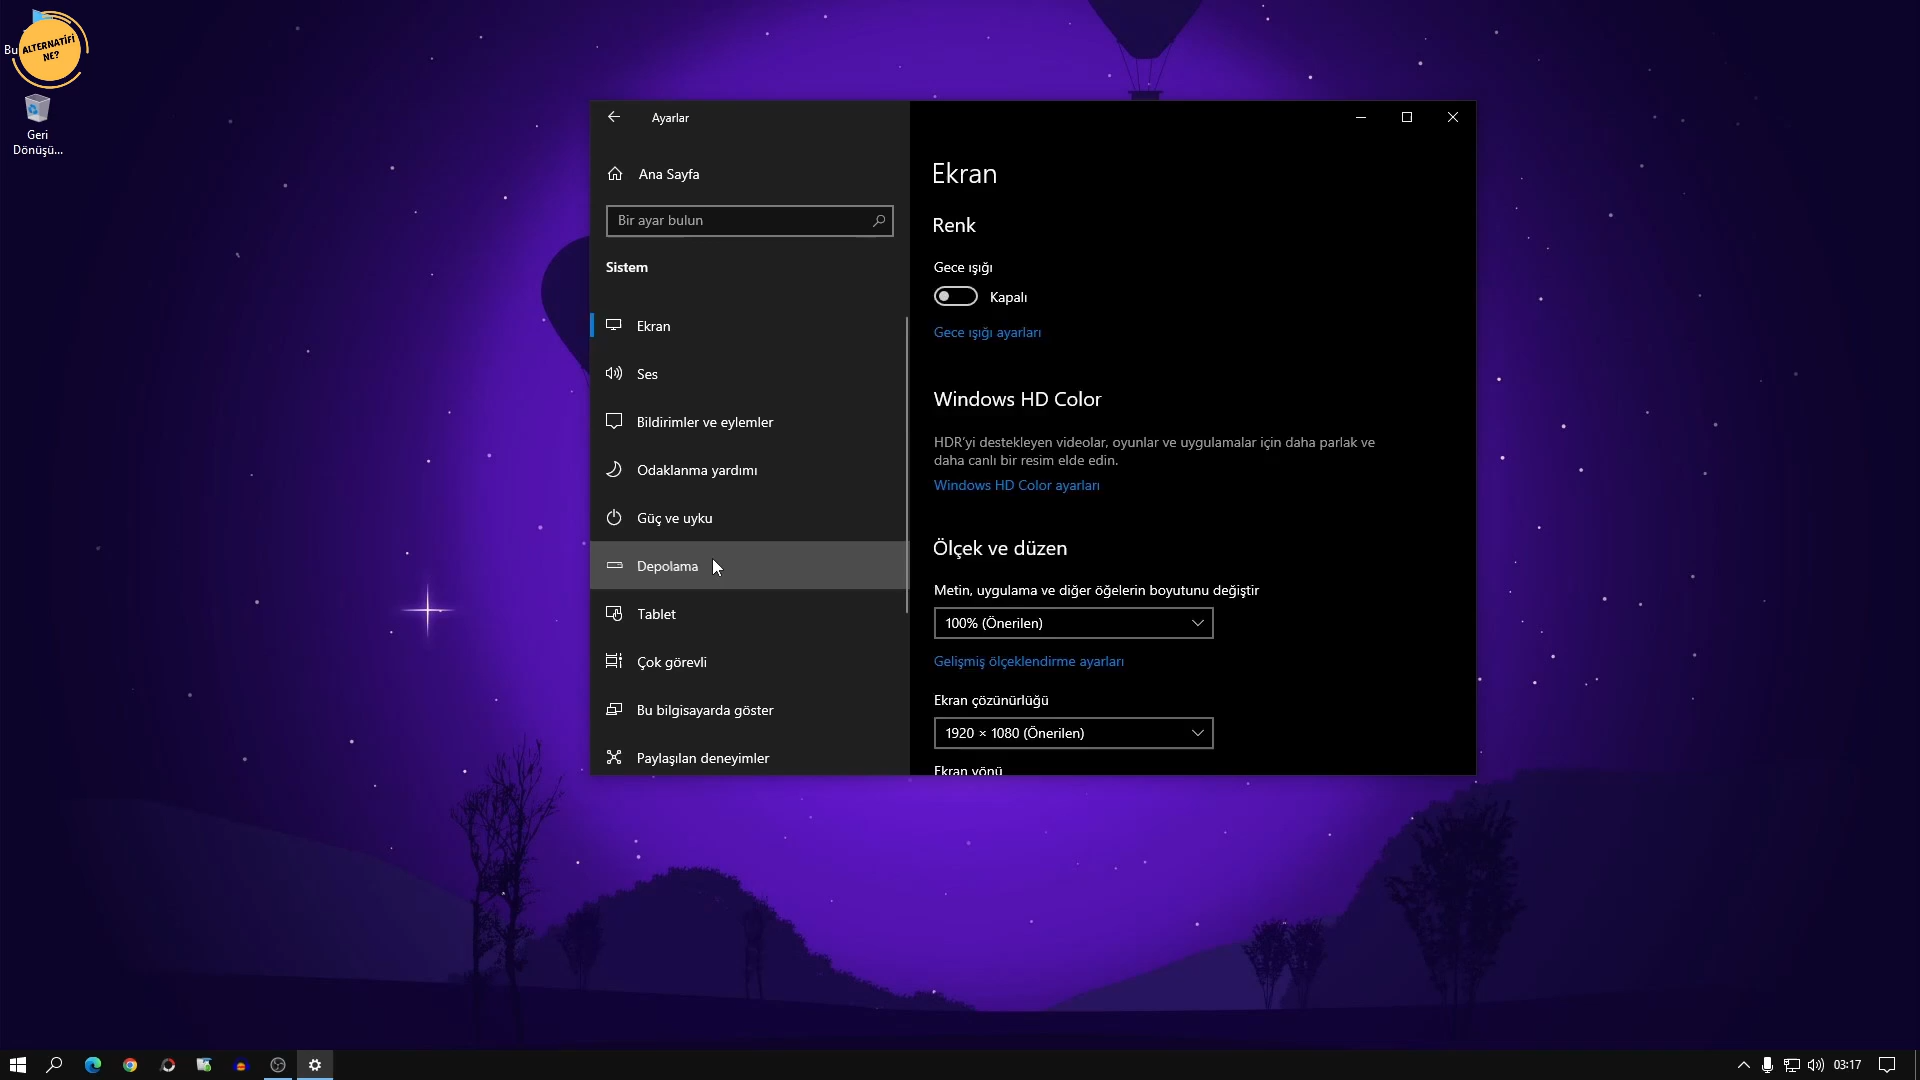 Bu
ALTERNATİFİ
NE?
Geri
Dönüşü...
Ayarlar
Ana Sayfa
Bir ayar bulun
Sistem
Ekran
Ses
Bildirimler ve eylemler
Odaklanma yardımı
Güç ve uyku
Depolama
Tablet
Çok görevli
Bu bilgisayarda göster
Paylaşılan deneyimler
Ekran
Renk
Gece ışığı
Kapalı
Gece ışığı ayarları
Windows HD Color
HDR'yi destekleyen videolar, oyunlar ve uygulamalar için daha parlak ve
daha canlı bir resim elde edin.
Windows HD Color ayarları
Ölçek ve düzen
Metin, uygulama ve diğer öğelerin boyutunu değiştir
100% (Önerilen)
Gelişmiş ölçeklendirme ayarları
Ekran çözünürlüğü
1920 × 1080 (Önerilen)
Ekran yönü
03:17